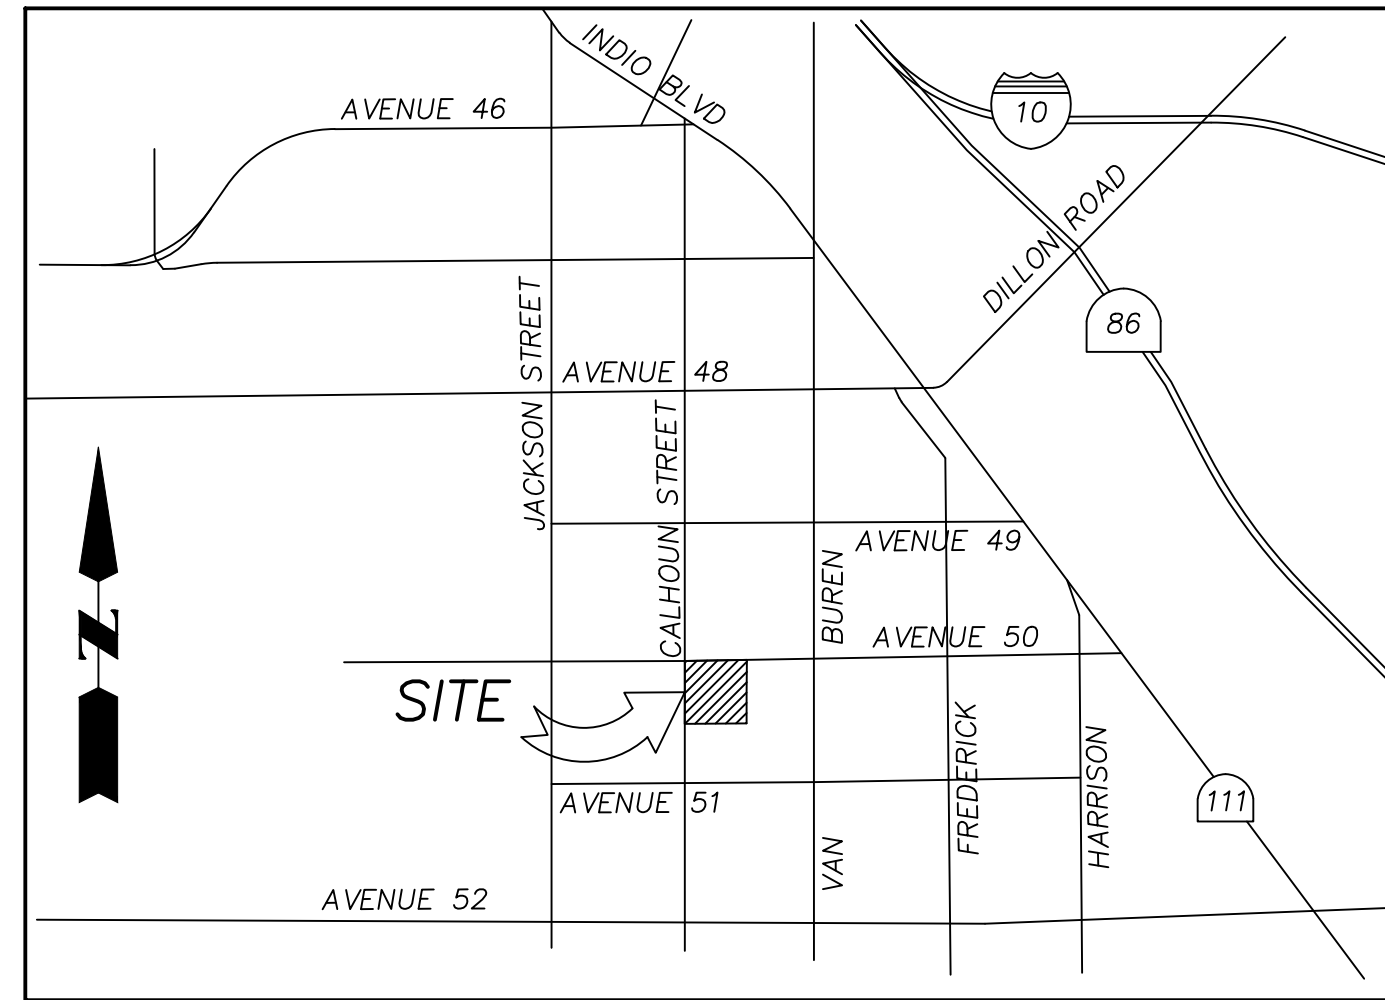 INDIO BLVD
AVENUE 46
10
DILLON ROAD
86
JACKSON STREET
AVENUE 48
CALHOUN STREET
AVENUE 49
VAN BUREN
AVENUE 50
N
SITE
FREDERICK
HARRISON
111
AVENUE 51
AVENUE 52